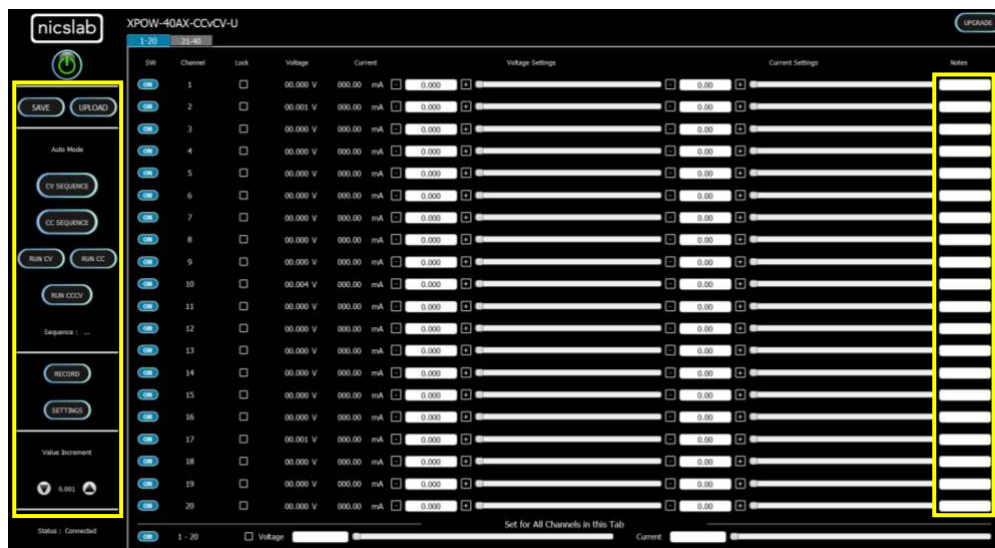 nicslab
XPOW-40AX-CCvCV-U
UPGRADE
1-20 21-40
SW Channel Lock Voltage Current Voltage Settings Current Settings Notes
ON 1 00.000 V 000.00 mA - 0.000 + - 0.00 +
ON 2 00.001 V 000.00 mA - 0.000 + - 0.00 +
ON 3 00.000 V 000.00 mA - 0.000 + - 0.00 +
ON 4 00.000 V 000.00 mA - 0.000 + - 0.00 +
ON 5 00.000 V 000.00 mA - 0.000 + - 0.00 +
ON 6 00.000 V 000.00 mA - 0.000 + - 0.00 +
ON 7 00.000 V 000.00 mA - 0.000 + - 0.00 +
ON 8 00.000 V 000.00 mA - 0.000 + - 0.00 +
ON 9 00.000 V 000.00 mA - 0.000 + - 0.00 +
ON 10 00.004 V 000.00 mA - 0.000 + - 0.00 +
ON 11 00.000 V 000.00 mA - 0.000 + - 0.00 +
ON 12 00.000 V 000.00 mA - 0.000 + - 0.00 +
ON 13 00.000 V 000.00 mA - 0.000 + - 0.00 +
ON 14 00.000 V 000.00 mA - 0.000 + - 0.00 +
ON 15 00.000 V 000.00 mA - 0.000 + - 0.00 +
ON 16 00.000 V 000.00 mA - 0.000 + - 0.00 +
ON 17 00.001 V 000.00 mA - 0.000 + - 0.00 +
ON 18 00.000 V 000.00 mA - 0.000 + - 0.00 +
ON 19 00.000 V 000.00 mA - 0.000 + - 0.00 +
ON 20 00.000 V 000.00 mA - 0.000 + - 0.00 +
Set for All Channels in this Tab
ON 1 - 20 Voltage Current
SAVE UPLOAD
Auto Mode
CV SEQUENCE
CC SEQUENCE
RUN CV RUN CC
RUN CCCV
Sequence : ...
RECORD
SETTINGS
Value Increment
0.001
Status : Connected